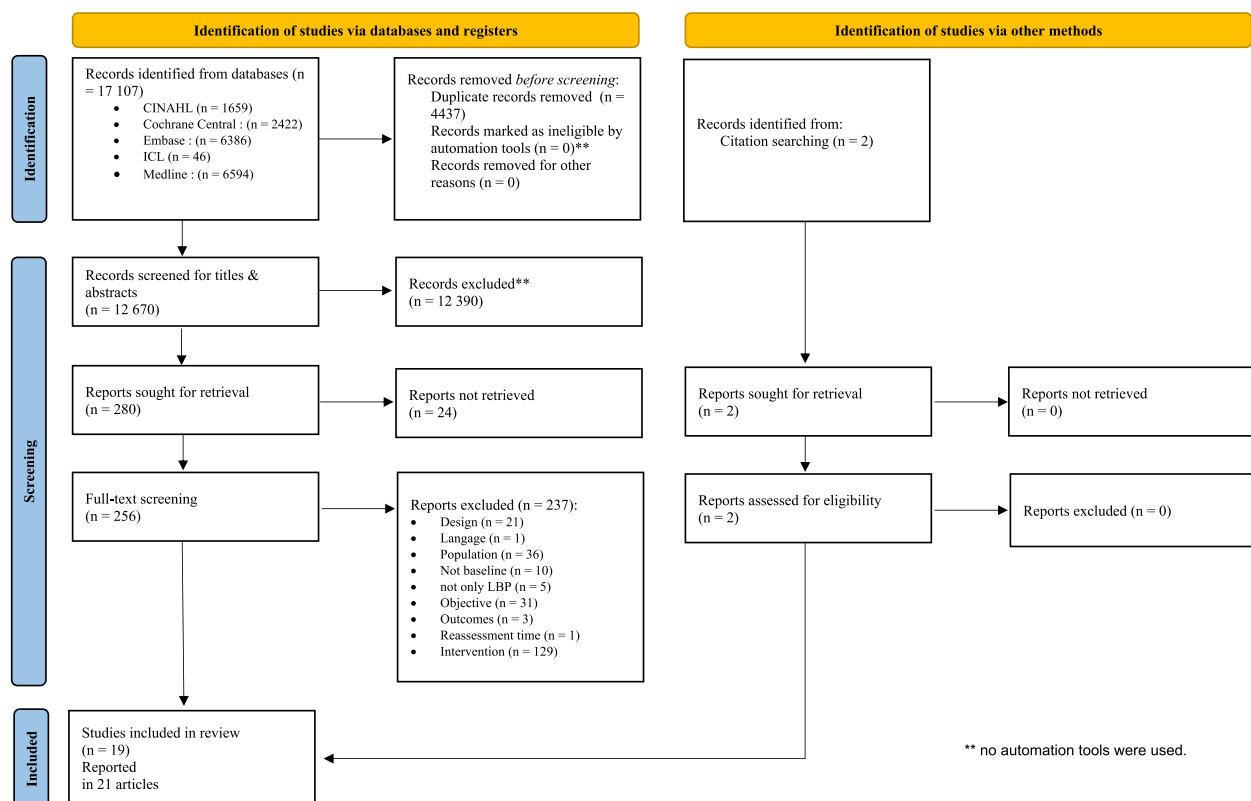 Identification of studies via databases and registers
Identification of studies via other methods
Identification
Records identified from databases (n
= 17 107)
• CINAHL (n = 1659)
• Cochrane Central : (n = 2422)
• Embase : (n = 6386)
• ICL (n = 46)
• Medline : (n = 6594)
Records removed before screening:
Duplicate records removed (n =
4437)
Records marked as ineligible by
automation tools (n = 0)**
Records removed for other
reasons (n = 0)
Records identified from:
Citation searching (n = 2)
Screening
Records screened for titles &
abstracts
(n = 12 670)
Records excluded**
(n = 12 390)
Reports sought for retrieval
(n = 280)
Reports not retrieved
(n = 24)
Reports sought for retrieval
(n = 2)
Reports not retrieved
(n = 0)
Full-text screening
(n = 256)
Reports excluded (n = 237):
• Design (n = 21)
• Langage (n = 1)
• Population (n = 36)
• Not baseline (n = 10)
• not only LBP (n = 5)
• Objective (n = 31)
• Outcomes (n = 3)
• Reassessment time (n = 1)
• Intervention (n = 129)
Reports assessed for eligibility
(n = 2)
Reports excluded (n = 0)
Included
Studies included in review
(n = 19)
Reported
in 21 articles
** no automation tools were used.